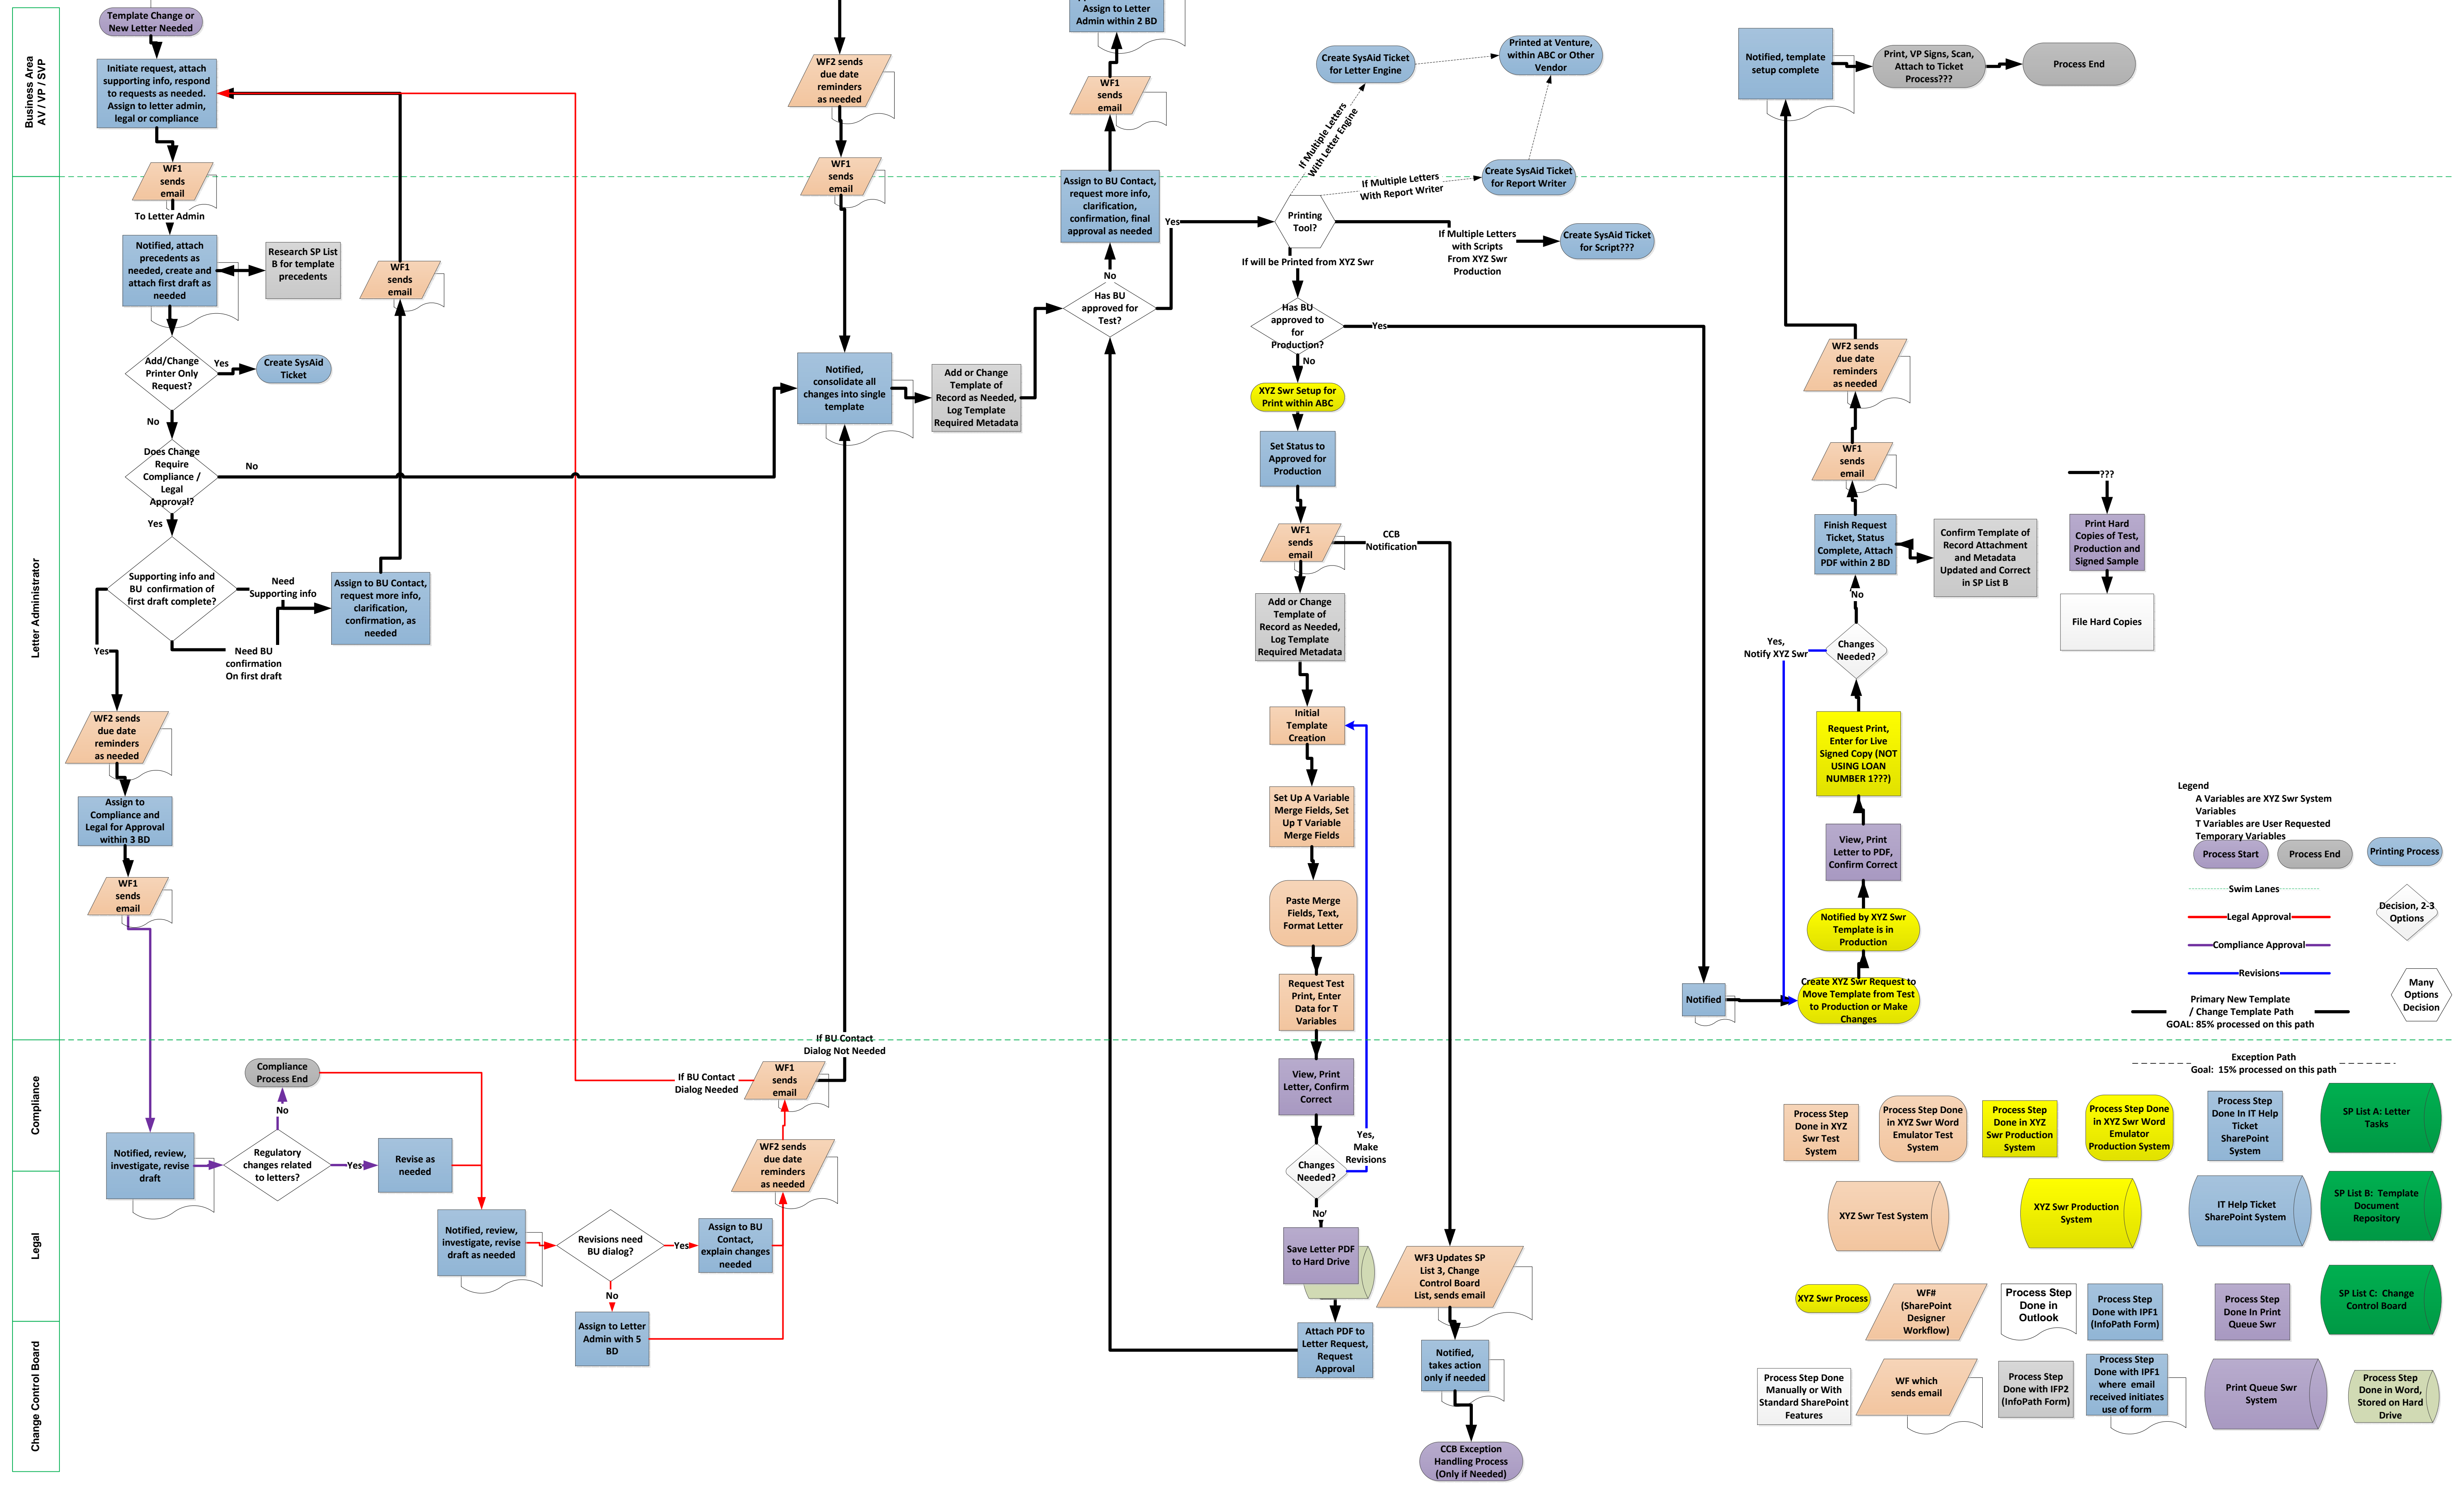 Business Area
AV / VP / SVP
Template Change or
New Letter Needed
Initiate request, attach
supporting info, respond
to requests as needed.
Assign to letter admin,
legal or compliance
WF1
sends
email
WF2 sends
due date
reminders
as needed
WF1
sends
email
Assign to Letter
Admin within 2 BD
WF1
sends
email
Create SysAid Ticket
for Letter Engine
Printed at Venture,
within ABC or Other
Vendor
If Multiple Letters
With Letter Engine
If Multiple Letters
With Report Writer
Create SysAid Ticket
for Report Writer
Notified, template
setup complete
Print, VP Signs, Scan,
Attach to Ticket
Process???
Process End
Letter Administrator
To Letter Admin
Notified, attach
precedents as
needed, create and
attach first draft as
needed
Research SP List
B for template
precedents
Add/Change
Printer Only
Request?
Yes
Create SysAid
Ticket
No
Does Change
Require
Compliance /
Legal
Approval?
No
Yes
Supporting info and
BU  confirmation of
first draft complete?
Need
Supporting info
Need BU
confirmation
On first draft
Assign to BU Contact,
request more info,
clarification,
confirmation, as
needed
WF1
sends
email
Yes
WF2 sends
due date
reminders
as needed
Assign to
Compliance and
Legal for Approval
within 3 BD
WF1
sends
email
Notified,
consolidate all
changes into single
template
Add or Change
Template of
Record as Needed,
Log Template
Required Metadata
Assign to BU Contact,
request more info,
clarification,
confirmation, final
approval as needed
No
Has BU
approved for
Test?
Yes
Printing
Tool?
If Multiple Letters
with Scripts
From XYZ Swr
Production
Create SysAid Ticket
for Script???
If will be Printed from XYZ Swr
Has BU
approved to
for
Production?
Yes
No
XYZ Swr Setup for
Print within ABC
Set Status to
Approved for
Production
WF1
sends
email
CCB
Notification
Add or Change
Template of
Record as Needed,
Log Template
Required Metadata
Initial
Template
Creation
Set Up A Variable
Merge Fields, Set
Up T Variable
Merge Fields
Paste Merge
Fields, Text,
Format Letter
Request Test
Print, Enter
Data for T
Variables
View, Print
Letter, Confirm
Correct
Changes
Needed?
Yes,
Make
Revisions
No
Save Letter PDF
to Hard Drive
Attach PDF to
Letter Request,
Request
Approval
WF3 Updates SP
List 3, Change
Control Board
List, sends email
Notified,
takes action
only if needed
CCB Exception
Handling Process
(Only if Needed)
Notified
Create XYZ Swr Request to
Move Template from Test
to Production or Make
Changes
Notified by XYZ Swr
Template is in
Production
View, Print
Letter to PDF,
Confirm Correct
Request Print,
Enter for Live
Signed Copy (NOT
USING LOAN
NUMBER 1???)
Changes
Needed?
Yes,
Notify XYZ Swr
No
Finish Request
Ticket, Status
Complete, Attach
PDF within 2 BD
Confirm Template of
Record Attachment
and Metadata
Updated and Correct
in SP List B
WF1
sends
email
WF2 sends
due date
reminders
as needed
???
Print Hard
Copies of Test,
Production and
Signed Sample
File Hard Copies
Compliance
Notified, review,
investigate, revise
draft
Regulatory
changes related
to letters?
No
Compliance
Process End
Yes
Revise as
needed
If BU Contact
Dialog Needed
If BU Contact
Dialog Not Needed
WF1
sends
email
WF2 sends
due date
reminders
as needed
Legal
Notified, review,
investigate, revise
draft as needed
Revisions need
BU dialog?
Yes
Assign to BU
Contact,
explain changes
needed
No
Assign to Letter
Admin with 5
BD
Change Control Board
Legend
A Variables are XYZ Swr System
Variables
T Variables are User Requested
Temporary Variables
Process Start
Process End
Printing Process
Swim Lanes
Legal Approval
Compliance Approval
Revisions
Decision, 2-3
Options
Many
Options
Decision
Primary New Template
/ Change Template Path
GOAL: 85% processed on this path
Exception Path
Goal:  15% processed on this path
Process Step
Done in XYZ
Swr Test
System
Process Step Done
in XYZ Swr Word
Emulator Test
System
Process Step
Done in XYZ
Swr Production
System
Process Step Done
in XYZ Swr Word
Emulator
Production System
Process Step
Done In IT Help
Ticket
SharePoint
System
SP List A: Letter
Tasks
XYZ Swr Test System
XYZ Swr Production
System
IT Help Ticket
SharePoint System
SP List B:  Template
Document
Repository
XYZ Swr Process
WF#
(SharePoint
Designer
Workflow)
Process Step
Done in
Outlook
Process Step
Done with IPF1
(InfoPath Form)
Process Step
Done In Print
Queue Swr
SP List C:  Change
Control Board
Process Step Done
Manually or With
Standard SharePoint
Features
WF which
sends email
Process Step
Done with IFP2
(InfoPath Form)
Process Step
Done with IPF1
where  email
received initiates
use of form
Print Queue Swr
System
Process Step
Done in Word,
Stored on Hard
Drive